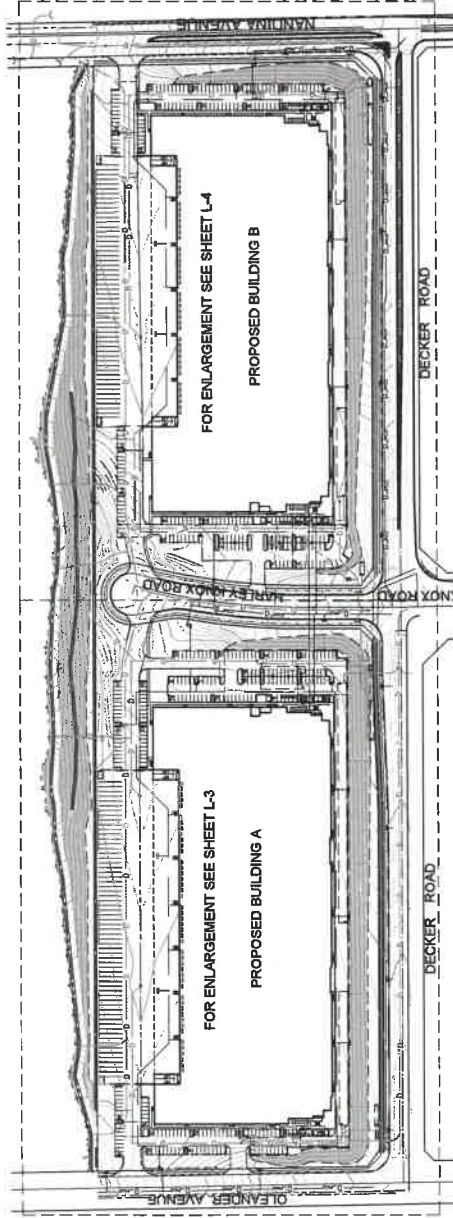 NANDINA AVENUE
FOR ENLARGEMENT SEE SHEET L-4
PROPOSED BUILDING B
DECKER ROAD
HARLEY KNOX ROAD
KNOX ROAD
FOR ENLARGEMENT SEE SHEET L-3
PROPOSED BUILDING A
DECKER ROAD
OLEANDER AVENUE